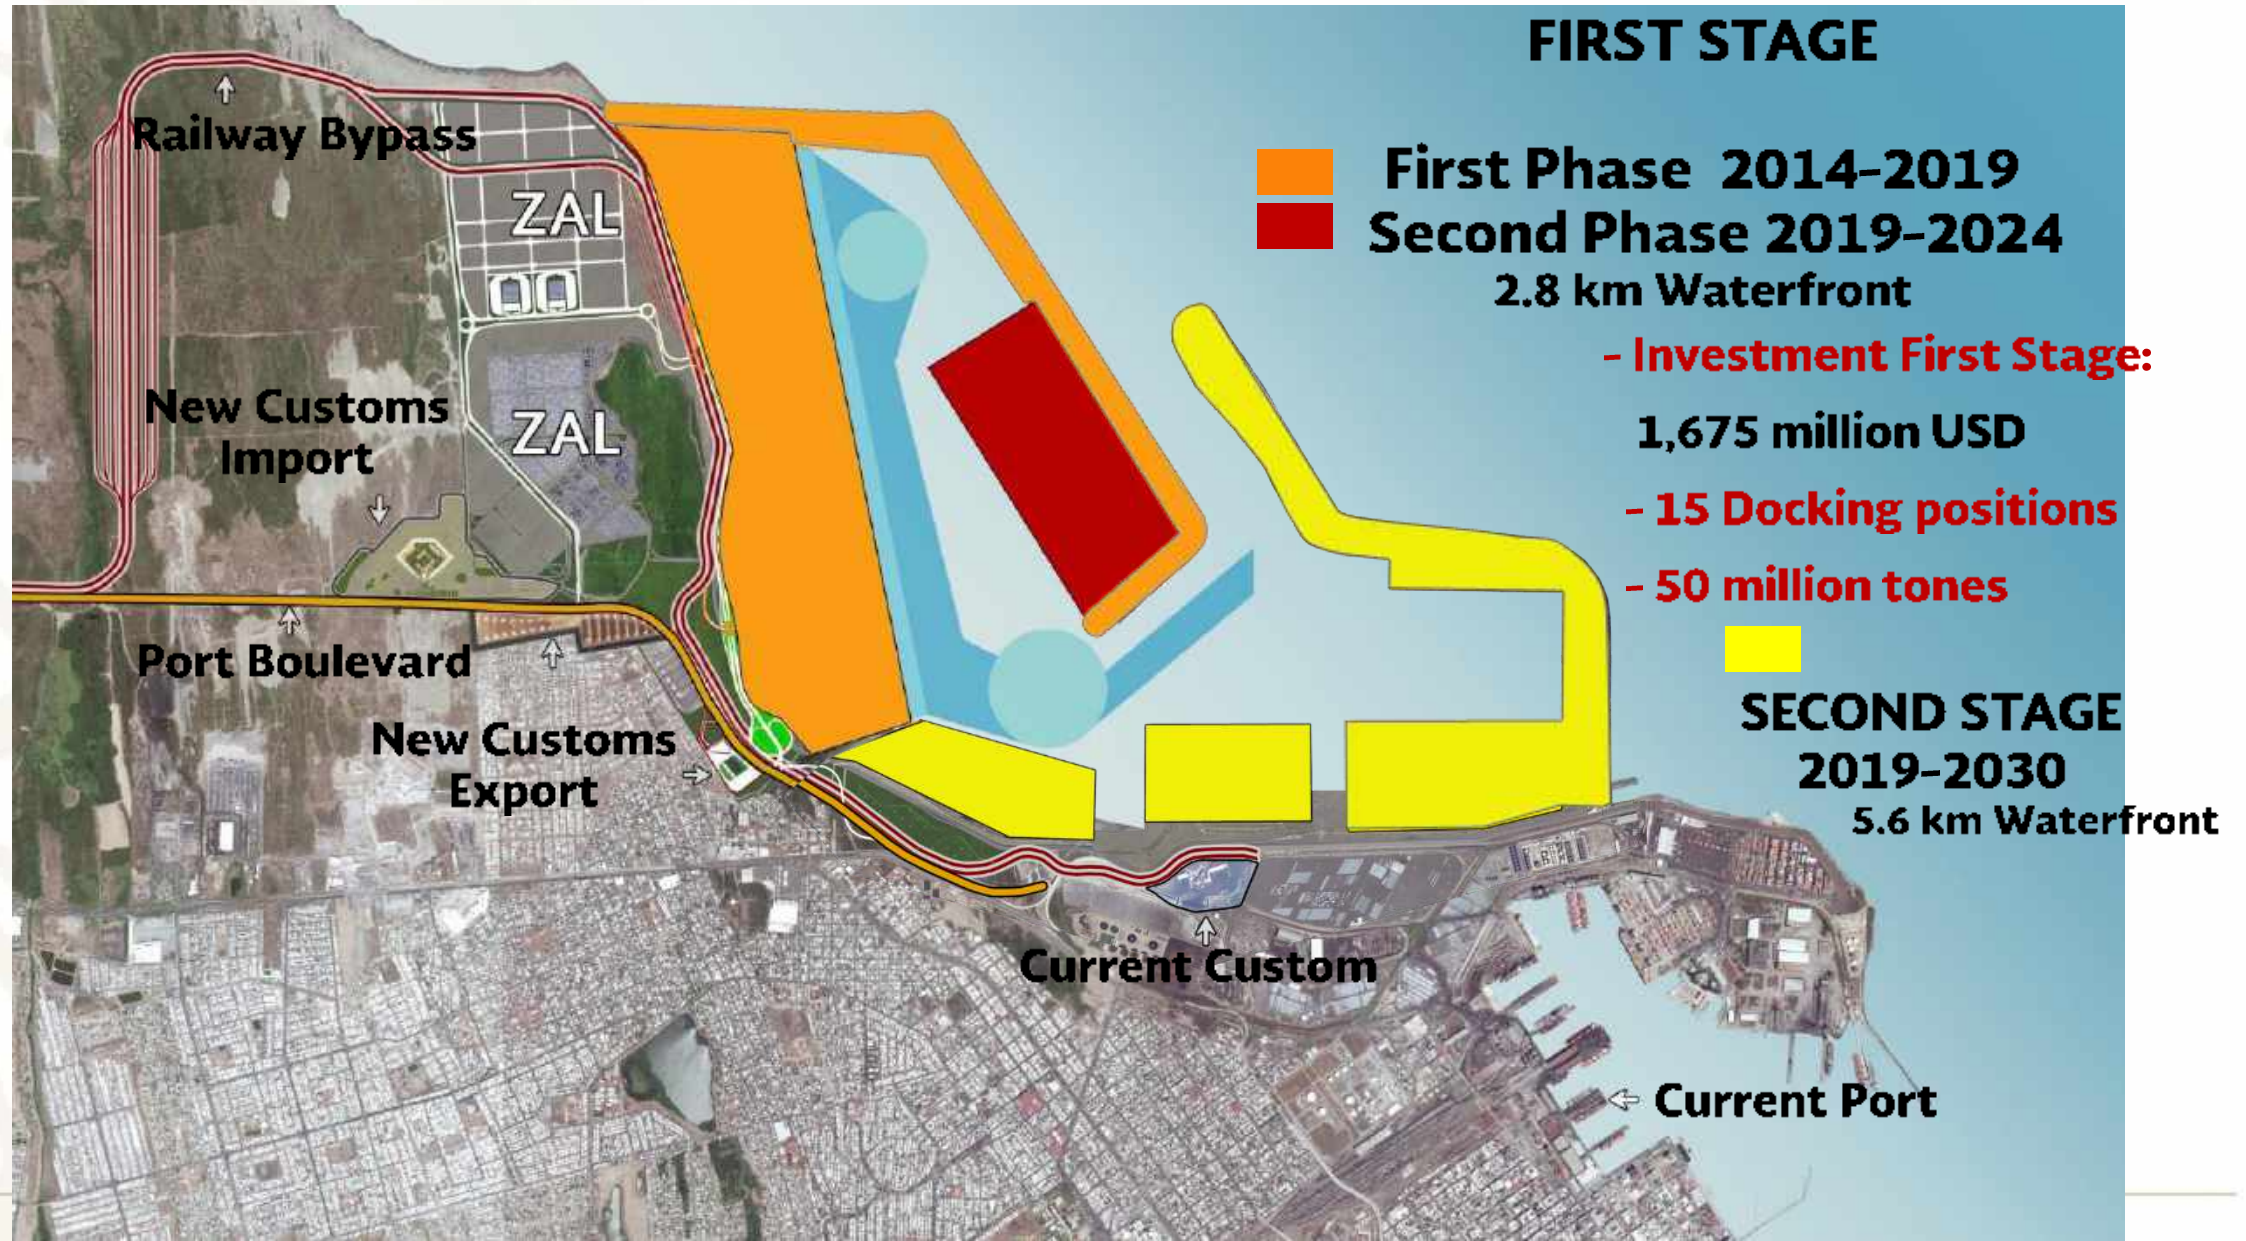 FIRST STAGE
First Phase 2014-2019
Second Phase 2019-2024
2.8 km Waterfront
- Investment First Stage:
1,675 million USD
- 15 Docking positions
- 50 million tones
SECOND STAGE
2019-2030
5.6 km Waterfront
Railway Bypass
ZAL
New Customs
Import
ZAL
Port Boulevard
New Customs
Export
Current Custom
Current Port